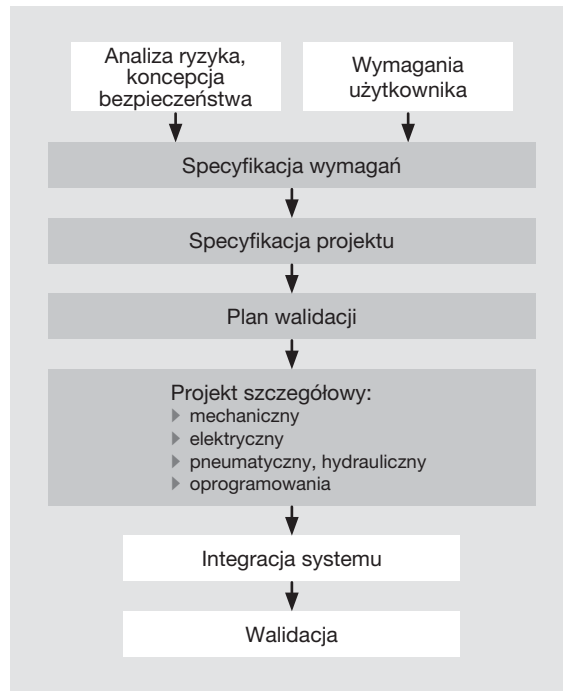 Analiza ryzyka,
koncepcja
bezpieczeństwa
Wymagania
użytkownika
Specyfikacja wymagań
Specyfikacja projektu
Plan walidacji
Projekt szczegółowy:
mechaniczny
elektryczny
pneumatyczny, hydrauliczny
oprogramowania
Integracja systemu
Walidacja